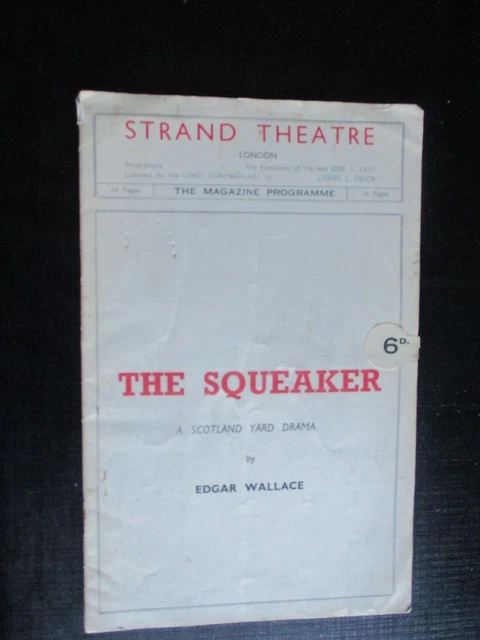 STRAND THEATRE
LONDON
Proprietors The Executors of the late JOSE G. LEVY
Licensed by the LORD CHAMBERLAIN to LIONEL L. FALCK
24 Pages THE MAGAZINE PROGRAMME 24 Pages
6D.
THE SQUEAKER
A SCOTLAND YARD DRAMA
by
EDGAR WALLACE